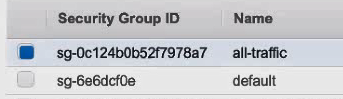 Security Group ID Name
sg-0c124b0b52f7978a7 all-traffic
sg-6e6dcf0e default